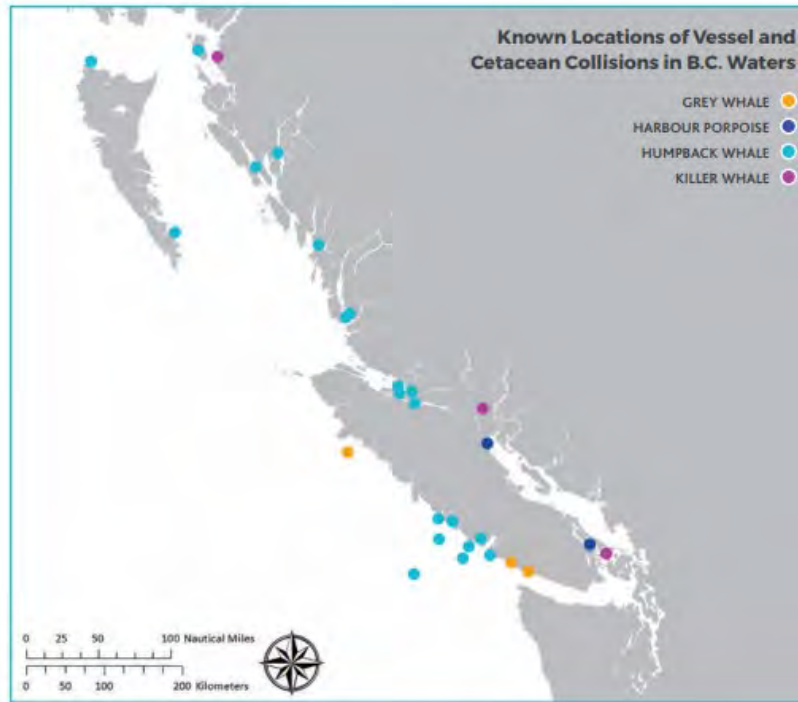 Known Locations of Vessel and
Cetacean Collisions in B.C. Waters
GREY WHALE
HARBOUR PORPOISE
HUMPBACK WHALE
KILLER WHALE
0 25 50 100 Nautical Miles
0 50 100 200 Kilometers